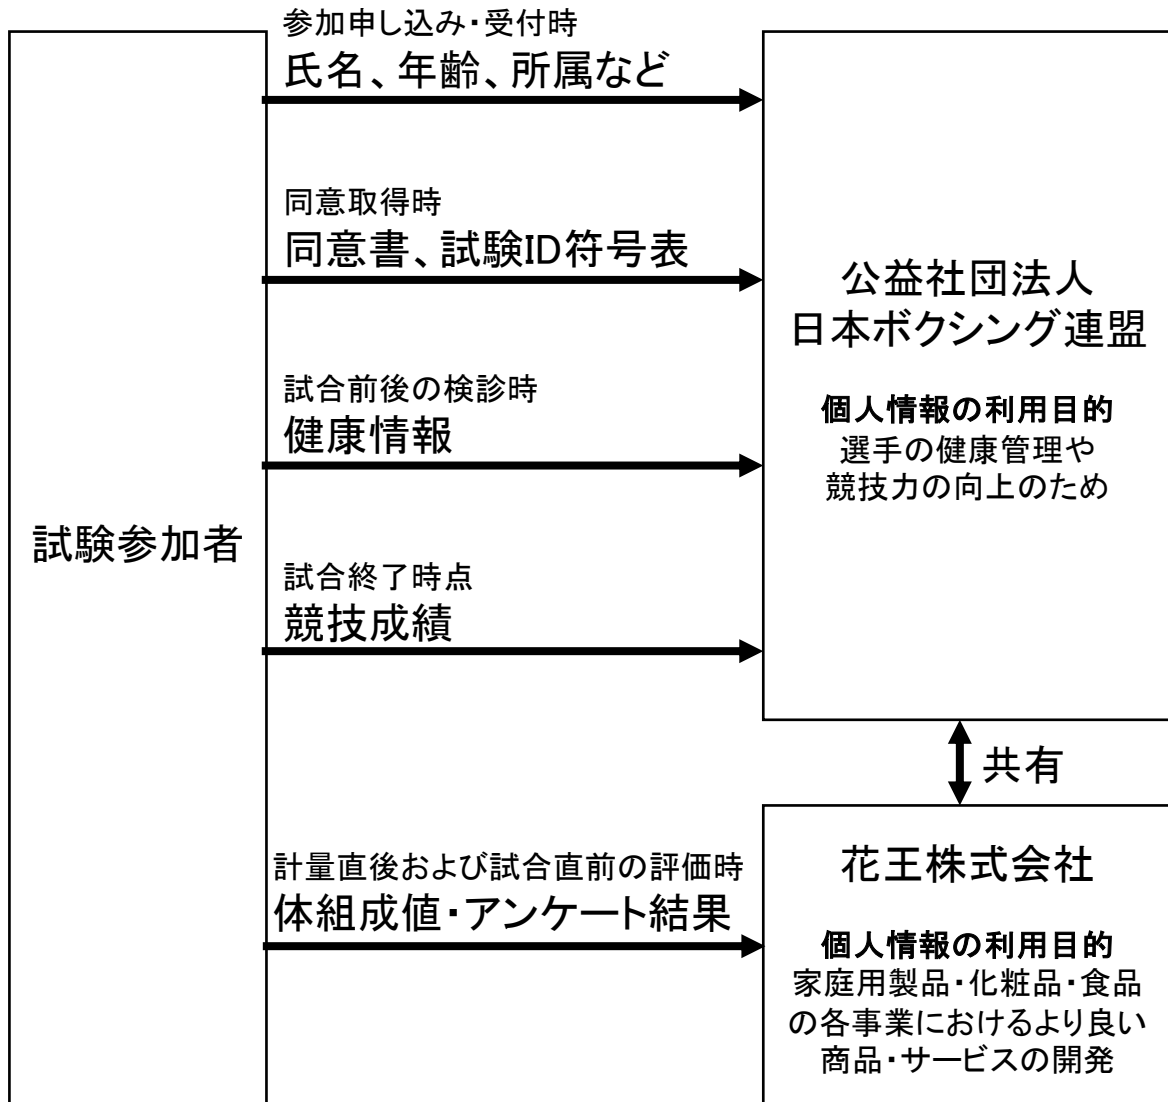 参加申し込み・受付時
氏名、年齢、所属など
同意取得時
同意書、試験ID符号表
試合前後の検診時
健康情報
試験参加者
試合終了時点
競技成績
計量直後および試合直前の評価時
体組成値・アンケート結果
公益社団法人
日本ボクシング連盟
個人情報の利用目的
選手の健康管理や
競技力の向上のため
共有
花王株式会社
個人情報の利用目的
家庭用製品・化粧品・食品
の各事業におけるより良い
商品・サービスの開発